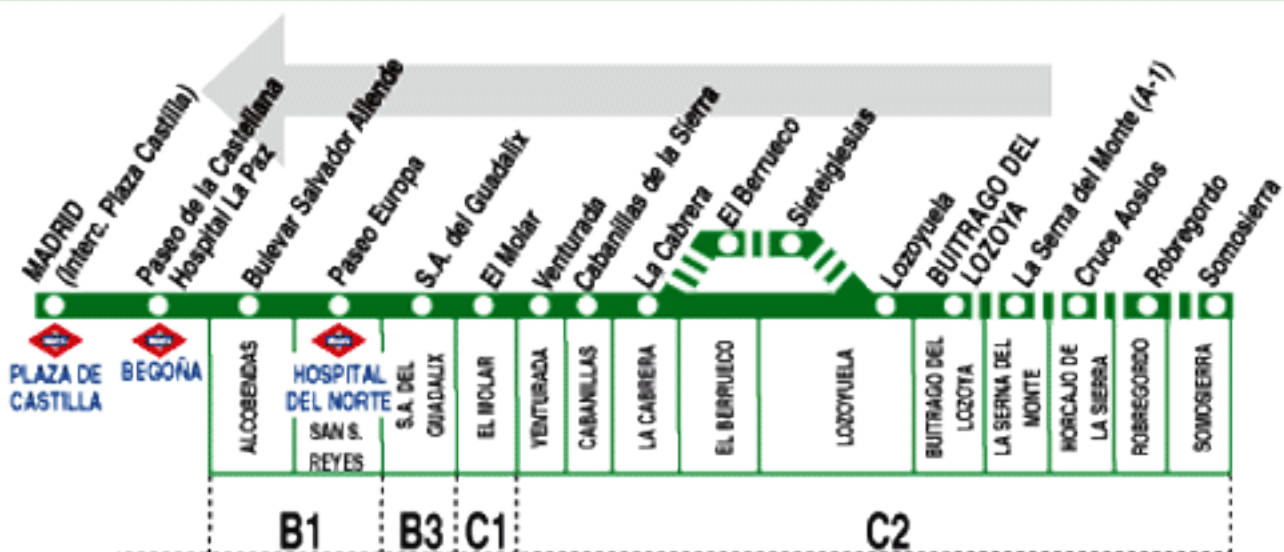 MADRID
(Interc. Plaza Castilla)
Paseo de la Castellana
Hospital La Paz
Bulevar Salvador Allende
Paseo Europa
S.A. del Guadalix
El Molar
Venturada
Cabanillas de la Sierra
La Cabrera
El Berrueco
Sieteiglesias
Lozoyuela
BUITRAGO DEL
LOZOYA
La Serma del Monte (A-1)
Cruce Aoslos
Robregordo
Somosierra
PLAZA DE
CASTILLA
BEGOÑA
HOSPITAL
DEL NORTE
ALCOBENDAS
SAN S.
REYES
S.A. DEL
GUADALIX
EL MOLAR
VENTURADA
CABANILLAS
LA CABRERA
EL BERRUECO
LOZOYUELA
BUITRAGO DEL
LOZOYA
LA SERNA DEL
MONTE
HORCAJO DE
LA SIERRA
ROBREGORDO
SOMOSIERRA
B1
B3
C1
C2